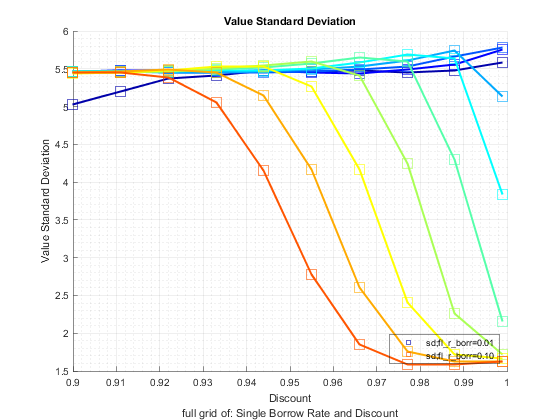 Value Standard Deviation
6
5.5
5
4.5
4
3.5
3
2.5
2
1.5
Value Standard Deviation
sd;fl_r_borr=0.01
sd;fl_r_borr=0.10
0.9 0.91 0.92 0.93 0.94 0.95 0.96 0.97 0.98 0.99 1
Discount
full grid of: Single Borrow Rate and Discount